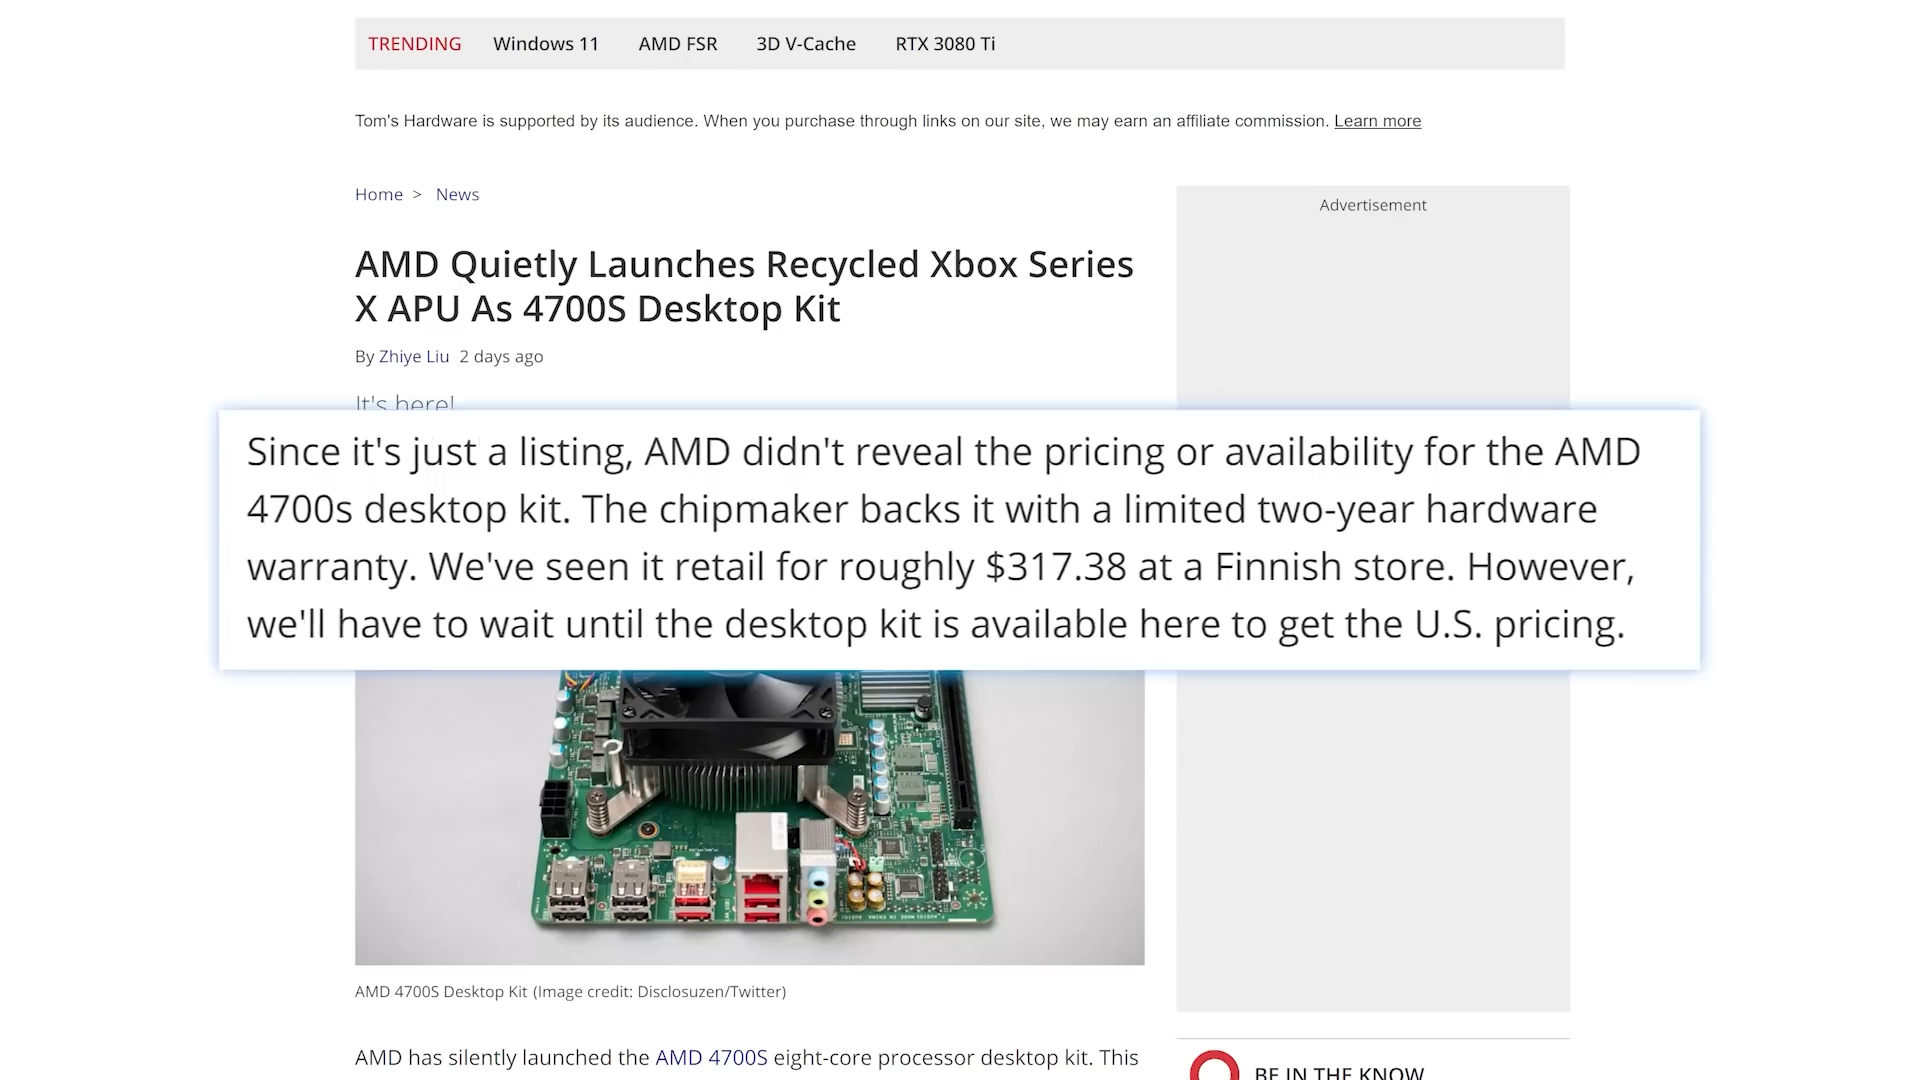 TRENDING Windows 11 AMD FSR 3D V-Cache RTX 3080 Ti
Tom's Hardware is supported by its audience. When you purchase through links on our site, we may earn an affiliate commission. Learn more
Home > News
Advertisement
AMD Quietly Launches Recycled Xbox Series
X APU As 4700S Desktop Kit
By Zhiye Liu 2 days ago
It's here!
Since it's just a listing, AMD didn't reveal the pricing or availability for the AMD
4700s desktop kit. The chipmaker backs it with a limited two-year hardware
warranty. We've seen it retail for roughly $317.38 at a Finnish store. However,
we'll have to wait until the desktop kit is available here to get the U.S. pricing.
AMD 4700S Desktop Kit (Image credit: Disclosuzen/Twitter)
AMD has silently launched the AMD 4700S eight-core processor desktop kit. This
BE IN THE KNOW